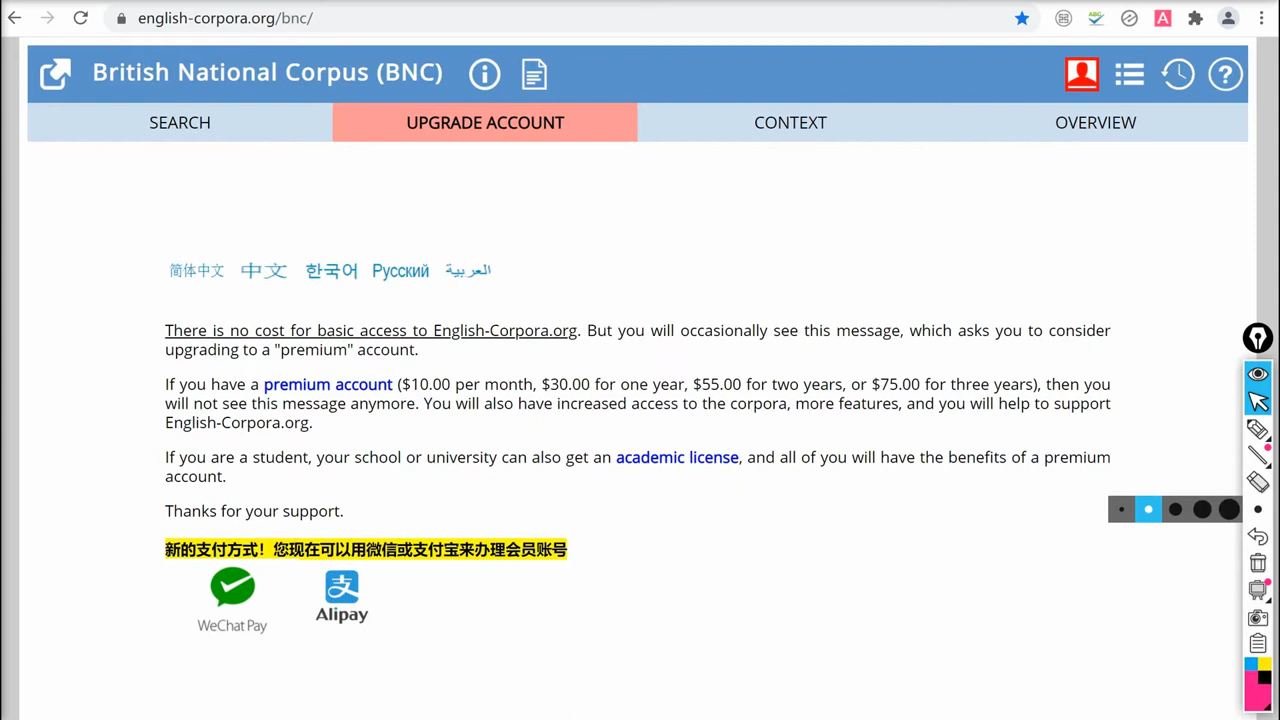 english-corpora.org/bnc/
ABC
A
British National Corpus (BNC)
SEARCH
UPGRADE ACCOUNT
CONTEXT
OVERVIEW
简体中文 中文 한국어 Русский العربية
There is no cost for basic access to English-Corpora.org. But you will occasionally see this message, which asks you to consider
upgrading to a "premium" account.
If you have a premium account ($10.00 per month, $30.00 for one year, $55.00 for two years, or $75.00 for three years), then you
will not see this message anymore. You will also have increased access to the corpora, more features, and you will help to support
English-Corpora.org.
If you are a student, your school or university can also get an academic license, and all of you will have the benefits of a premium
account.
Thanks for your support.
新的支付方式！您现在可以用微信或支付宝来办理会员账号
支
WeChat Pay
Alipay